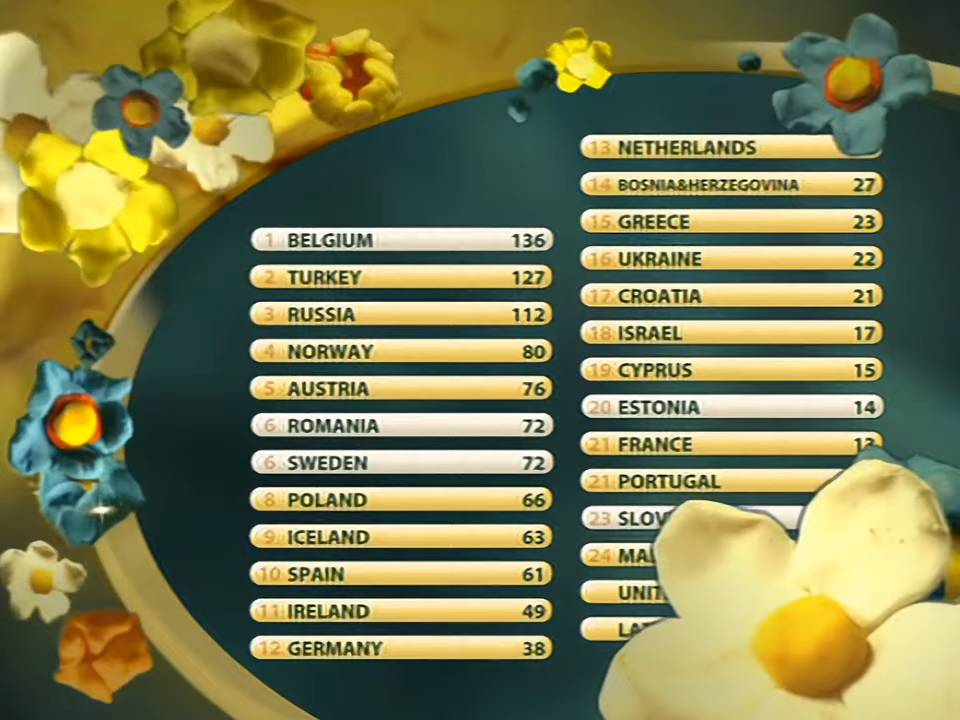 1 BELGIUM 136
2 TURKEY 127
3 RUSSIA 112
4 NORWAY 80
5 AUSTRIA 76
6 ROMANIA 72
6 SWEDEN 72
8 POLAND 66
9 ICELAND 63
10 SPAIN 61
11 IRELAND 49
12 GERMANY 38
13 NETHERLANDS
14 BOSNIA&HERZEGOVINA 27
15 GREECE 23
16 UKRAINE 22
17 CROATIA 21
18 ISRAEL 17
19 CYPRUS 15
20 ESTONIA 14
21 FRANCE 13
21 PORTUGAL
23
24